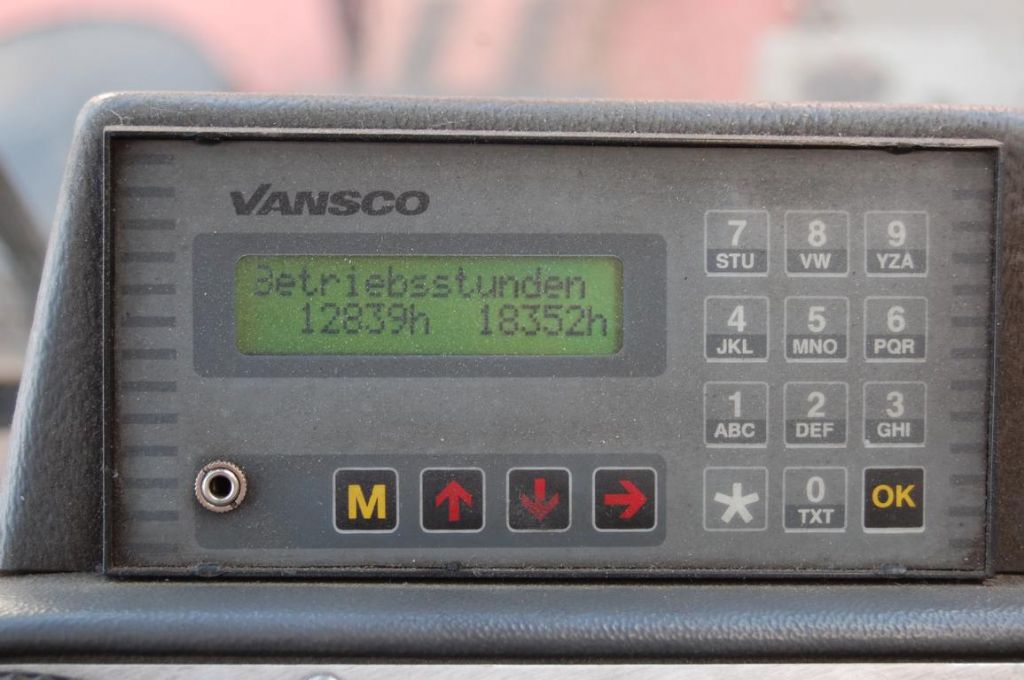 VANSCO
Betriebsstunden
12839h 18352h
7 8 9
STU VW YZA
4 5 6
JKL MNO PQR
1 2 3
ABC DEF GHI
M * 0 OK
TXT